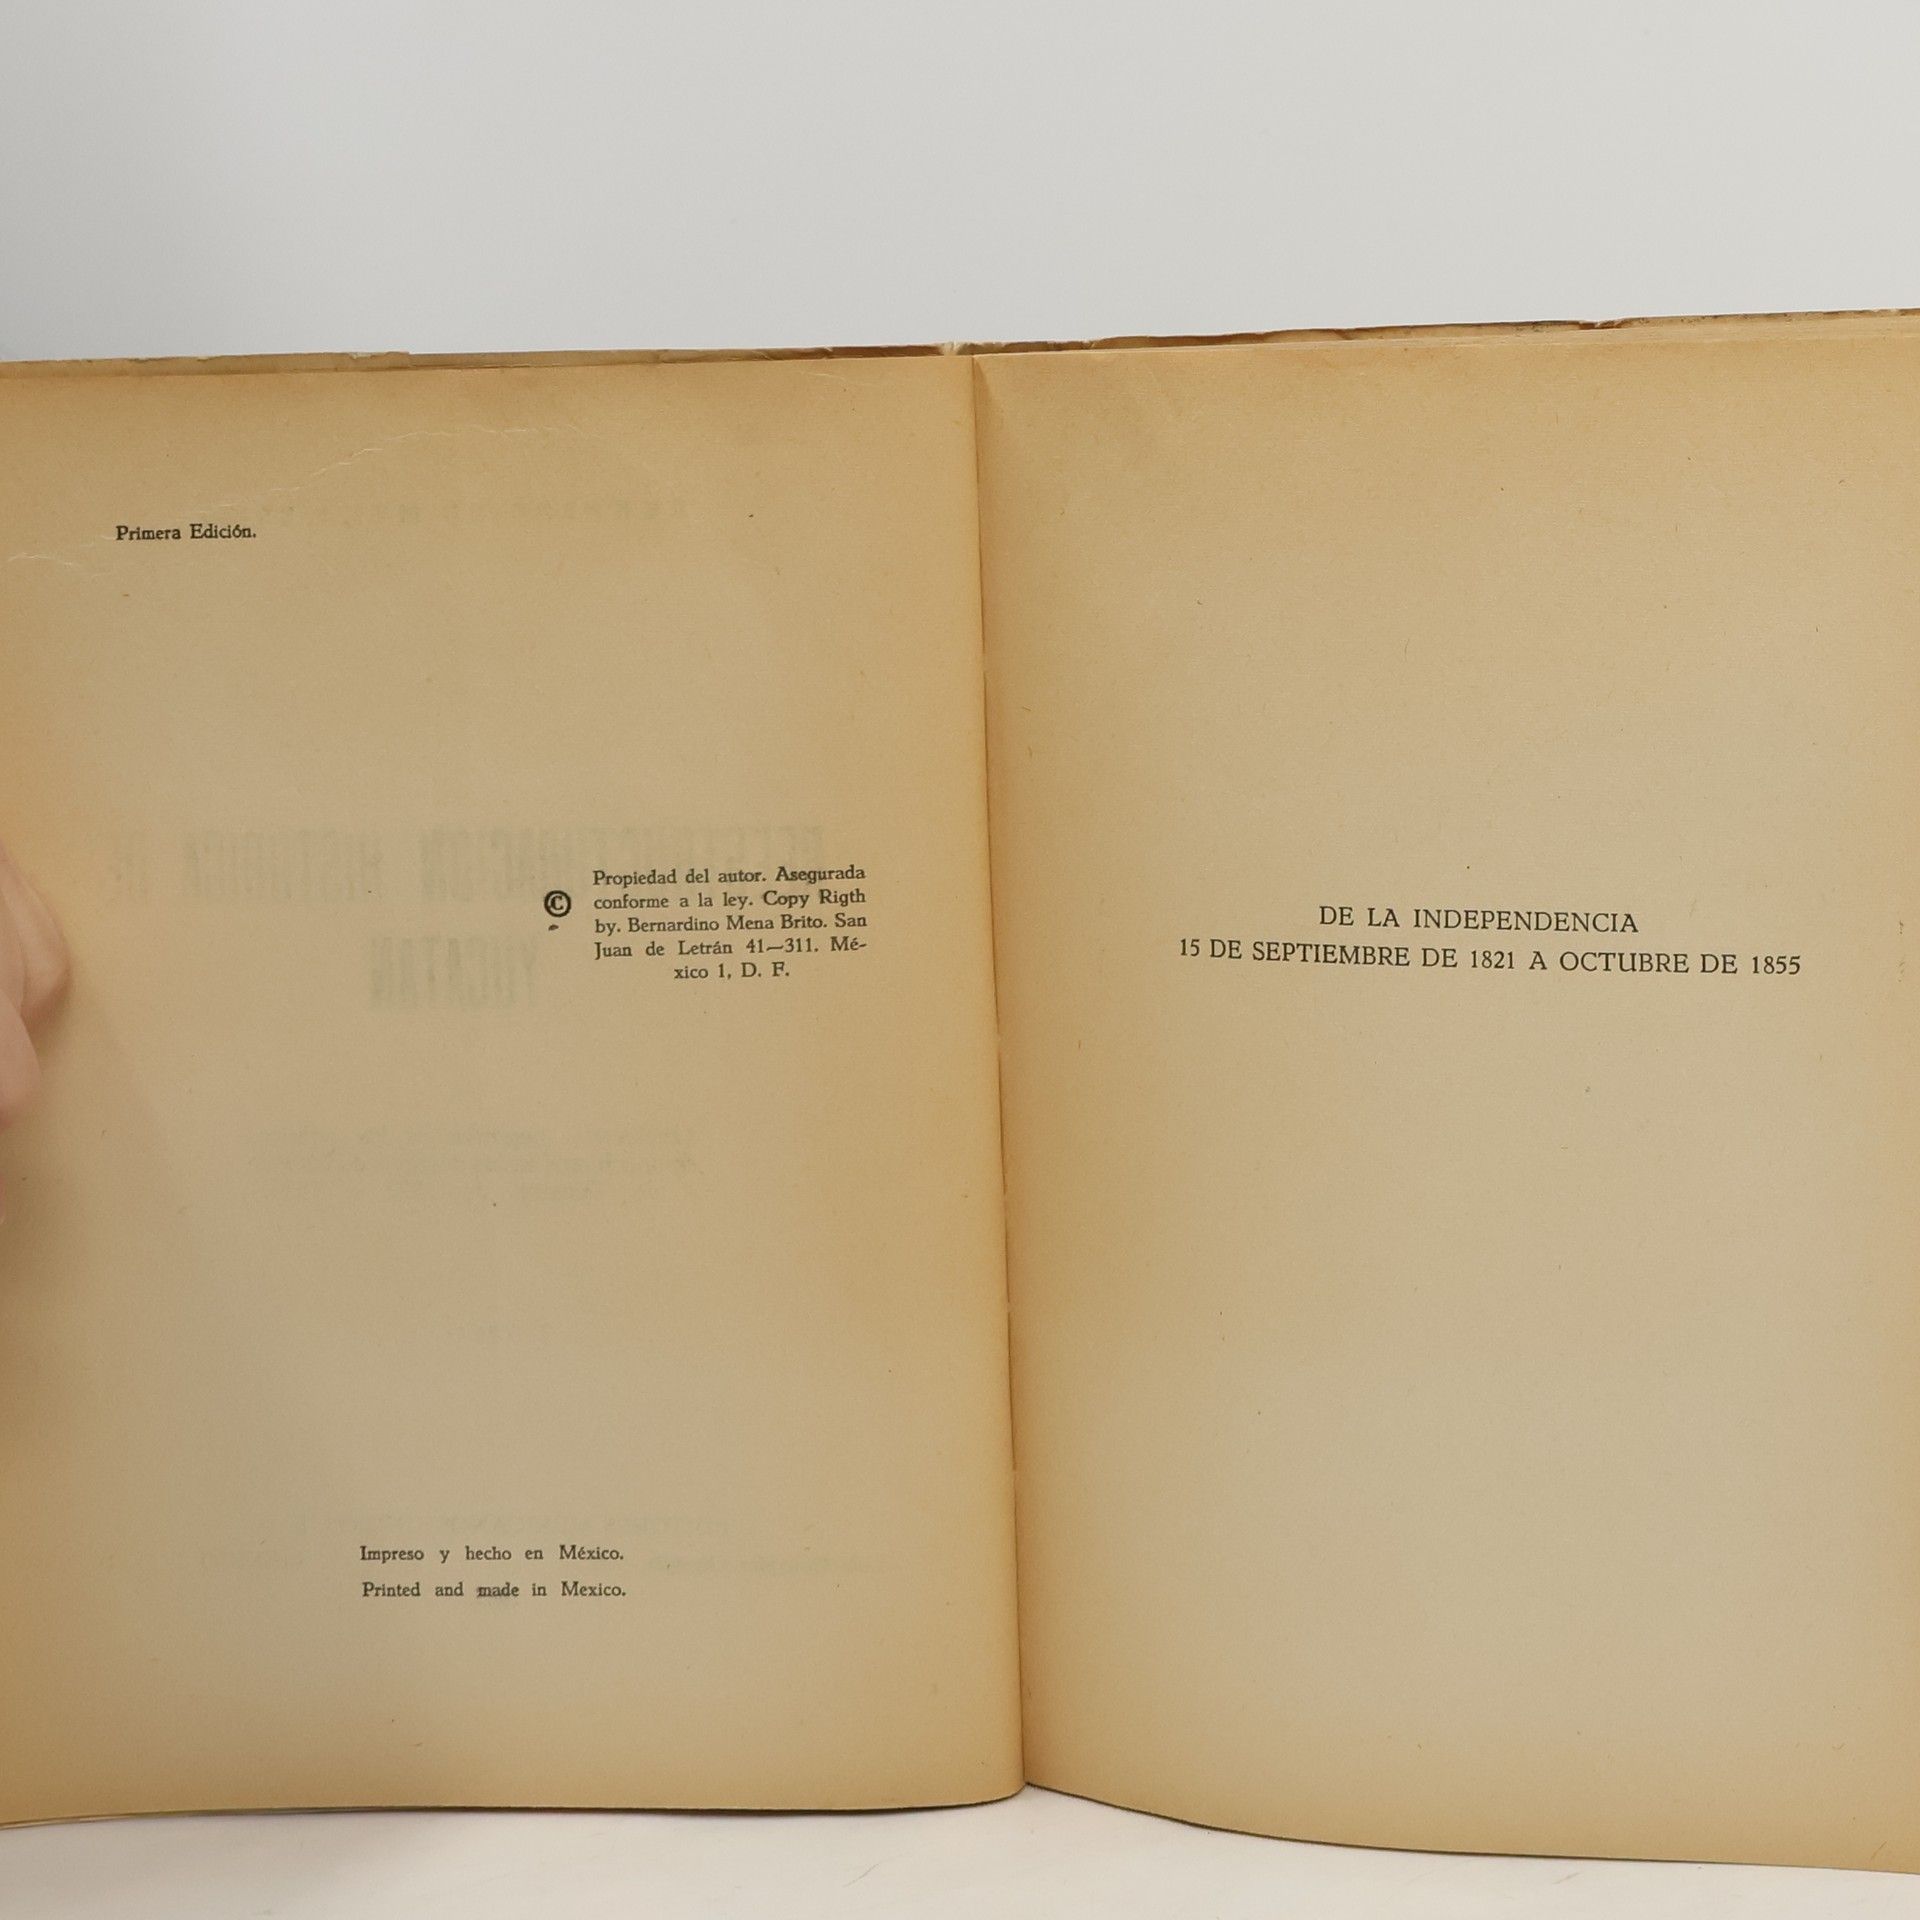 Primera Edición.
©
Propiedad del autor. Asegurada
conforme a la ley. Copy Rigth
by. Bernardino Mena Brito. San
Juan de Letrán 41—311. Mé-
xico 1, D. F.
Impreso y hecho en México.
Printed and made in Mexico.
DE LA INDEPENDENCIA
15 DE SEPTIEMBRE DE 1821 A OCTUBRE DE 1855